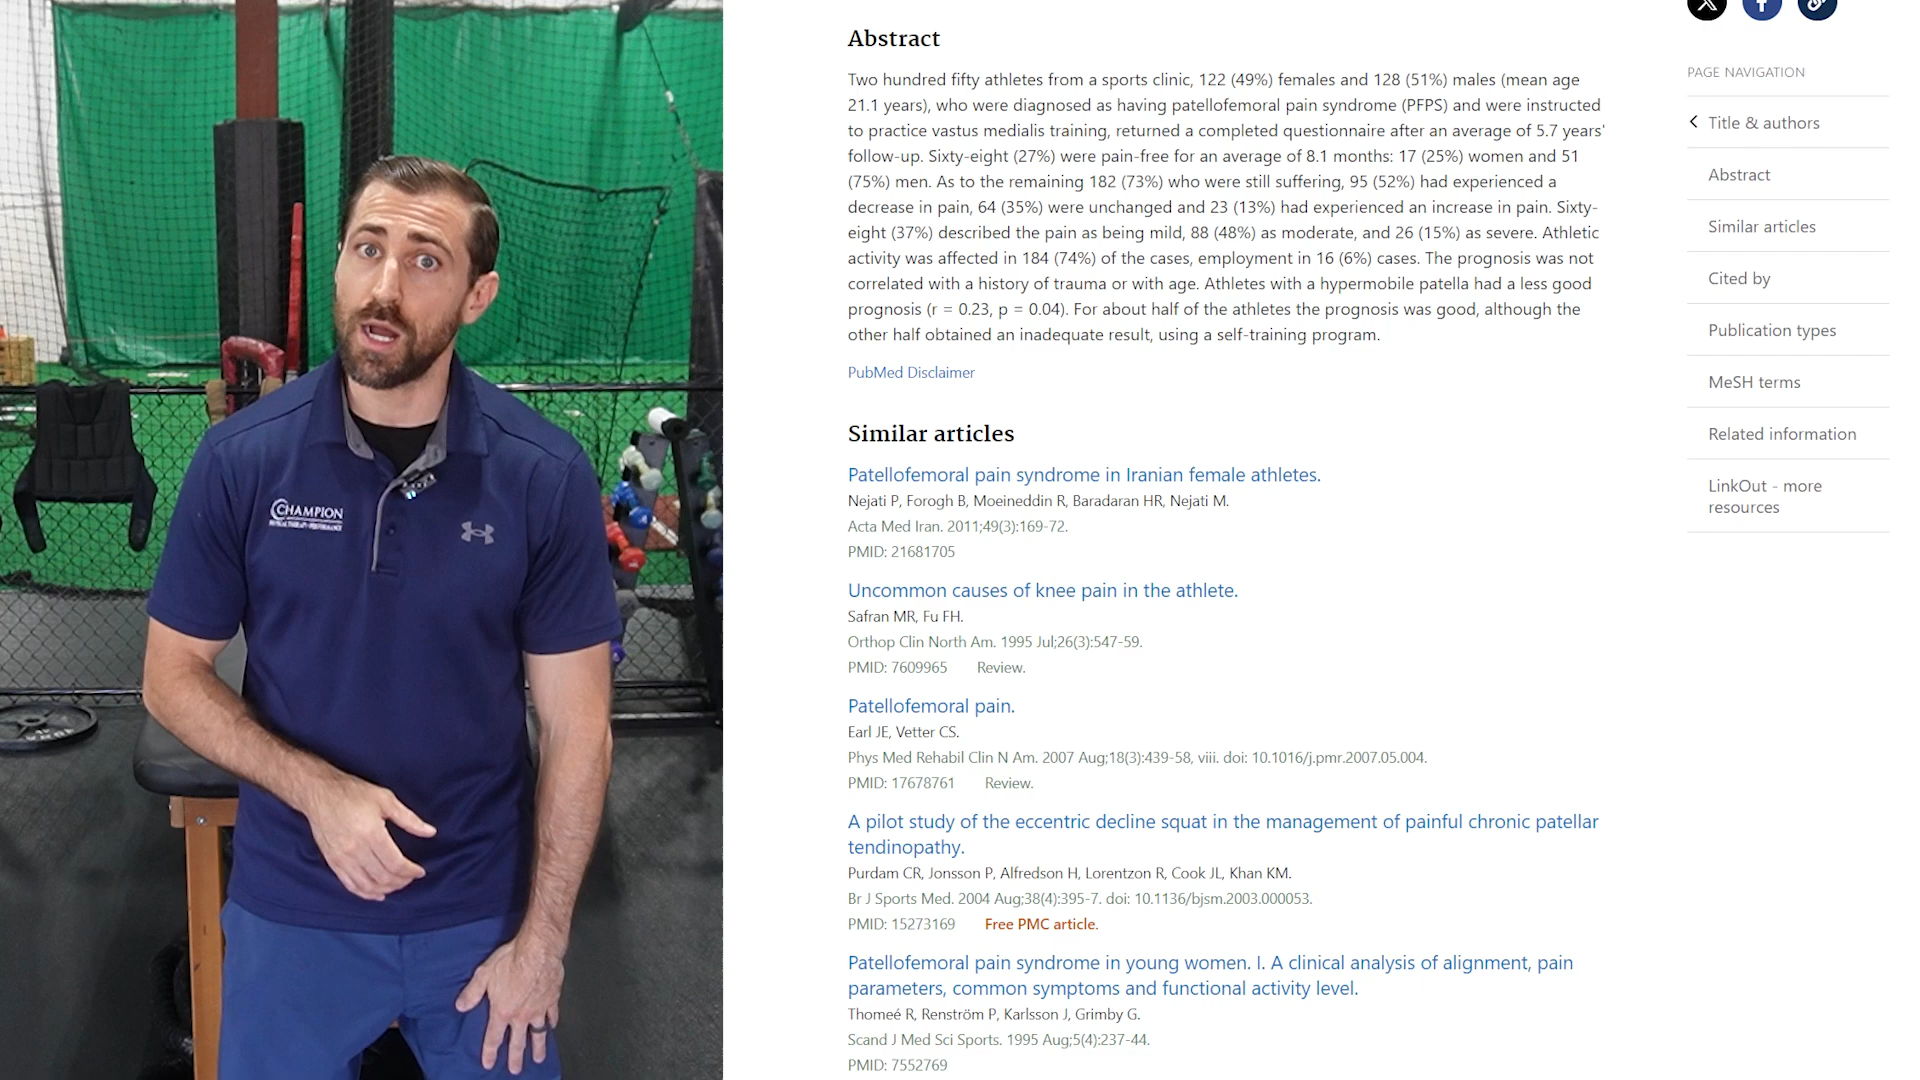 CHAMPION
PHYSICAL THERAPY + PERFORMANCE
Abstract
Two hundred fifty athletes from a sports clinic, 122 (49%) females and 128 (51%) males (mean age
21.1 years), who were diagnosed as having patellofemoral pain syndrome (PFPS) and were instructed
to practice vastus medialis training, returned a completed questionnaire after an average of 5.7 years'
follow-up. Sixty-eight (27%) were pain-free for an average of 8.1 months: 17 (25%) women and 51
(75%) men. As to the remaining 182 (73%) who were still suffering, 95 (52%) had experienced a
decrease in pain, 64 (35%) were unchanged and 23 (13%) had experienced an increase in pain. Sixty-
eight (37%) described the pain as being mild, 88 (48%) as moderate, and 26 (15%) as severe. Athletic
activity was affected in 184 (74%) of the cases, employment in 16 (6%) cases. The prognosis was not
correlated with a history of trauma or with age. Athletes with a hypermobile patella had a less good
prognosis (r = 0.23, p = 0.04). For about half of the athletes the prognosis was good, although the
other half obtained an inadequate result, using a self-training program.
PubMed Disclaimer
Similar articles
Patellofemoral pain syndrome in Iranian female athletes.
Nejati P, Forogh B, Moeineddin R, Baradaran HR, Nejati M.
Acta Med Iran. 2011;49(3):169-72.
PMID: 21681705
Uncommon causes of knee pain in the athlete.
Safran MR, Fu FH.
Orthop Clin North Am. 1995 Jul;26(3):547-59.
PMID: 7609965 Review.
Patellofemoral pain.
Earl JE, Vetter CS.
Phys Med Rehabil Clin N Am. 2007 Aug;18(3):439-58, viii. doi: 10.1016/j.pmr.2007.05.004.
PMID: 17678761 Review.
A pilot study of the eccentric decline squat in the management of painful chronic patellar
tendinopathy.
Purdam CR, Jonsson P, Alfredson H, Lorentzon R, Cook JL, Khan KM.
Br J Sports Med. 2004 Aug;38(4):395-7. doi: 10.1136/bjsm.2003.000053.
PMID: 15273169 Free PMC article.
Patellofemoral pain syndrome in young women. I. A clinical analysis of alignment, pain
parameters, common symptoms and functional activity level.
Thomeé R, Renström P, Karlsson J, Grimby G.
Scand J Med Sci Sports. 1995 Aug;5(4):237-44.
PMID: 7552769
PAGE NAVIGATION
Title & authors
Abstract
Similar articles
Cited by
Publication types
MeSH terms
Related information
LinkOut - more
resources